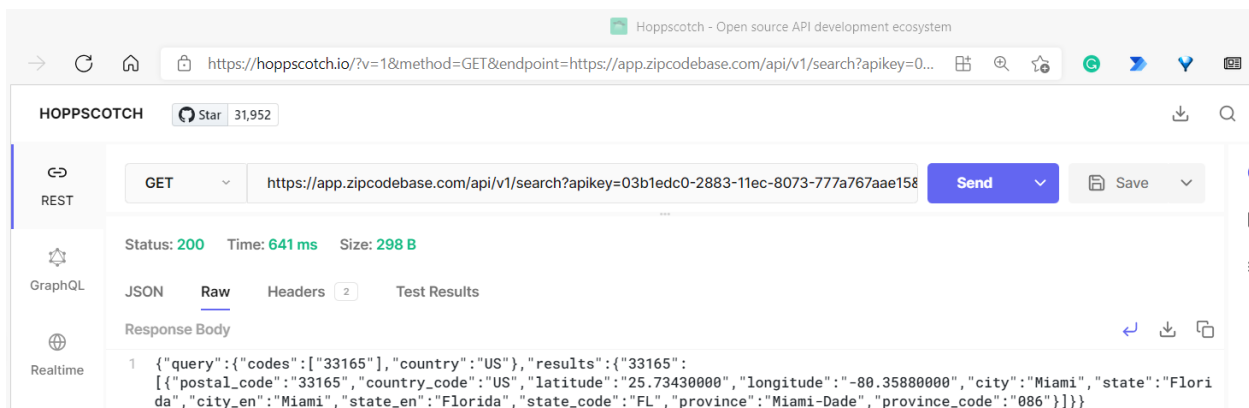 Hoppscotch - Open source API development ecosystem
https://hoppscotch.io/?v=1&method=GET&endpoint=https://app.zipcodebase.com/api/v1/search?apikey=0...
HOPPSCOTCH Star 31,952
REST
GET https://app.zipcodebase.com/api/v1/search?apikey=03b1edc0-2883-11ec-8073-777a767aae15& Send Save
Status: 200 Time: 641 ms Size: 298 B
GraphQL
JSON Raw Headers 2 Test Results
Response Body
Realtime
1 {"query":{"codes":["33165"],"country":"US"},"results":{"33165":
[{"postal_code":"33165","country_code":"US","latitude":"25.73430000","longitude":"-80.35880000","city":"Miami","state":"Flori
da","city_en":"Miami","state_en":"Florida","state_code":"FL","province":"Miami-Dade","province_code":"086"}]}}